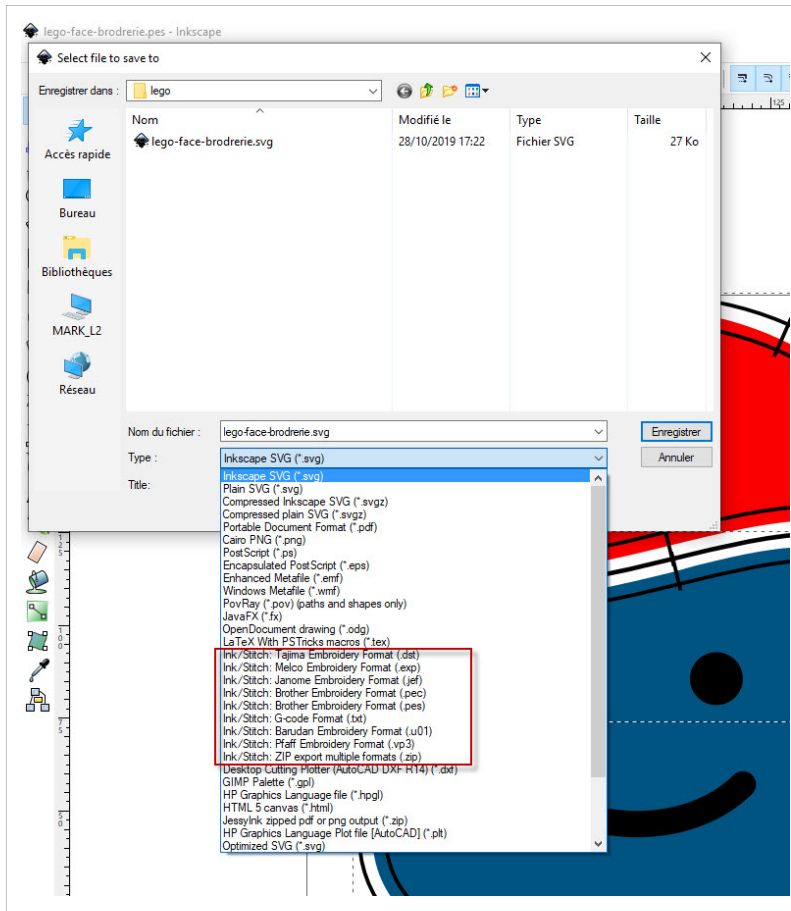 lego-face-brodrerie.pes - Inkscape
Select file to save to
Enregistrer dans :
lego
Nom
Modifié le
Type
Taille
lego-face-brodrerie.svg
28/10/2019 17:22
Fichier SVG
27 Ko
Accès rapide
Bureau
Bibliothèques
MARK_L2
Réseau
Nom du fichier :
lego-face-brodrerie.svg
Enregistrer
Type :
Inkscape SVG (*.svg)
Annuler
Title:
Inkscape SVG (*.svg)
Plain SVG (*.svg)
Compressed Inkscape SVG (*.svgz)
Compressed plain SVG (*.svgz)
Portable Document Format (*.pdf)
Cairo PNG (*.png)
PostScript (*.ps)
Encapsulated PostScript (*.eps)
Enhanced Metafile (*.emf)
Windows Metafile (*.wmf)
PovRay (*.pov) (paths and shapes only)
JavaFX (*.fx)
OpenDocument drawing (*.odg)
LaTeX With PSTricks macros (*.tex)
Ink/Stitch: Tajima Embroidery Format (.dst)
Ink/Stitch: Melco Embroidery Format (.exp)
Ink/Stitch: Janome Embroidery Format (.jef)
Ink/Stitch: Brother Embroidery Format (.pec)
Ink/Stitch: Brother Embroidery Format (.pes)
Ink/Stitch: G-code Format (.txt)
Ink/Stitch: Barudan Embroidery Format (.u01)
Ink/Stitch: Pfaff Embroidery Format (.vp3)
Ink/Stitch: ZIP export multiple formats (.zip)
Desktop Cutting Plotter (AutoCAD DXF R14) (*.dxf)
GIMP Palette (*.gpl)
HP Graphics Language file (*.hpgl)
HTML 5 canvas (*.html)
JessyInk zipped pdf or png output (*.zip)
HP Graphics Language Plot file [AutoCAD] (*.plt)
Optimized SVG (*.svg)
125
100
75
50